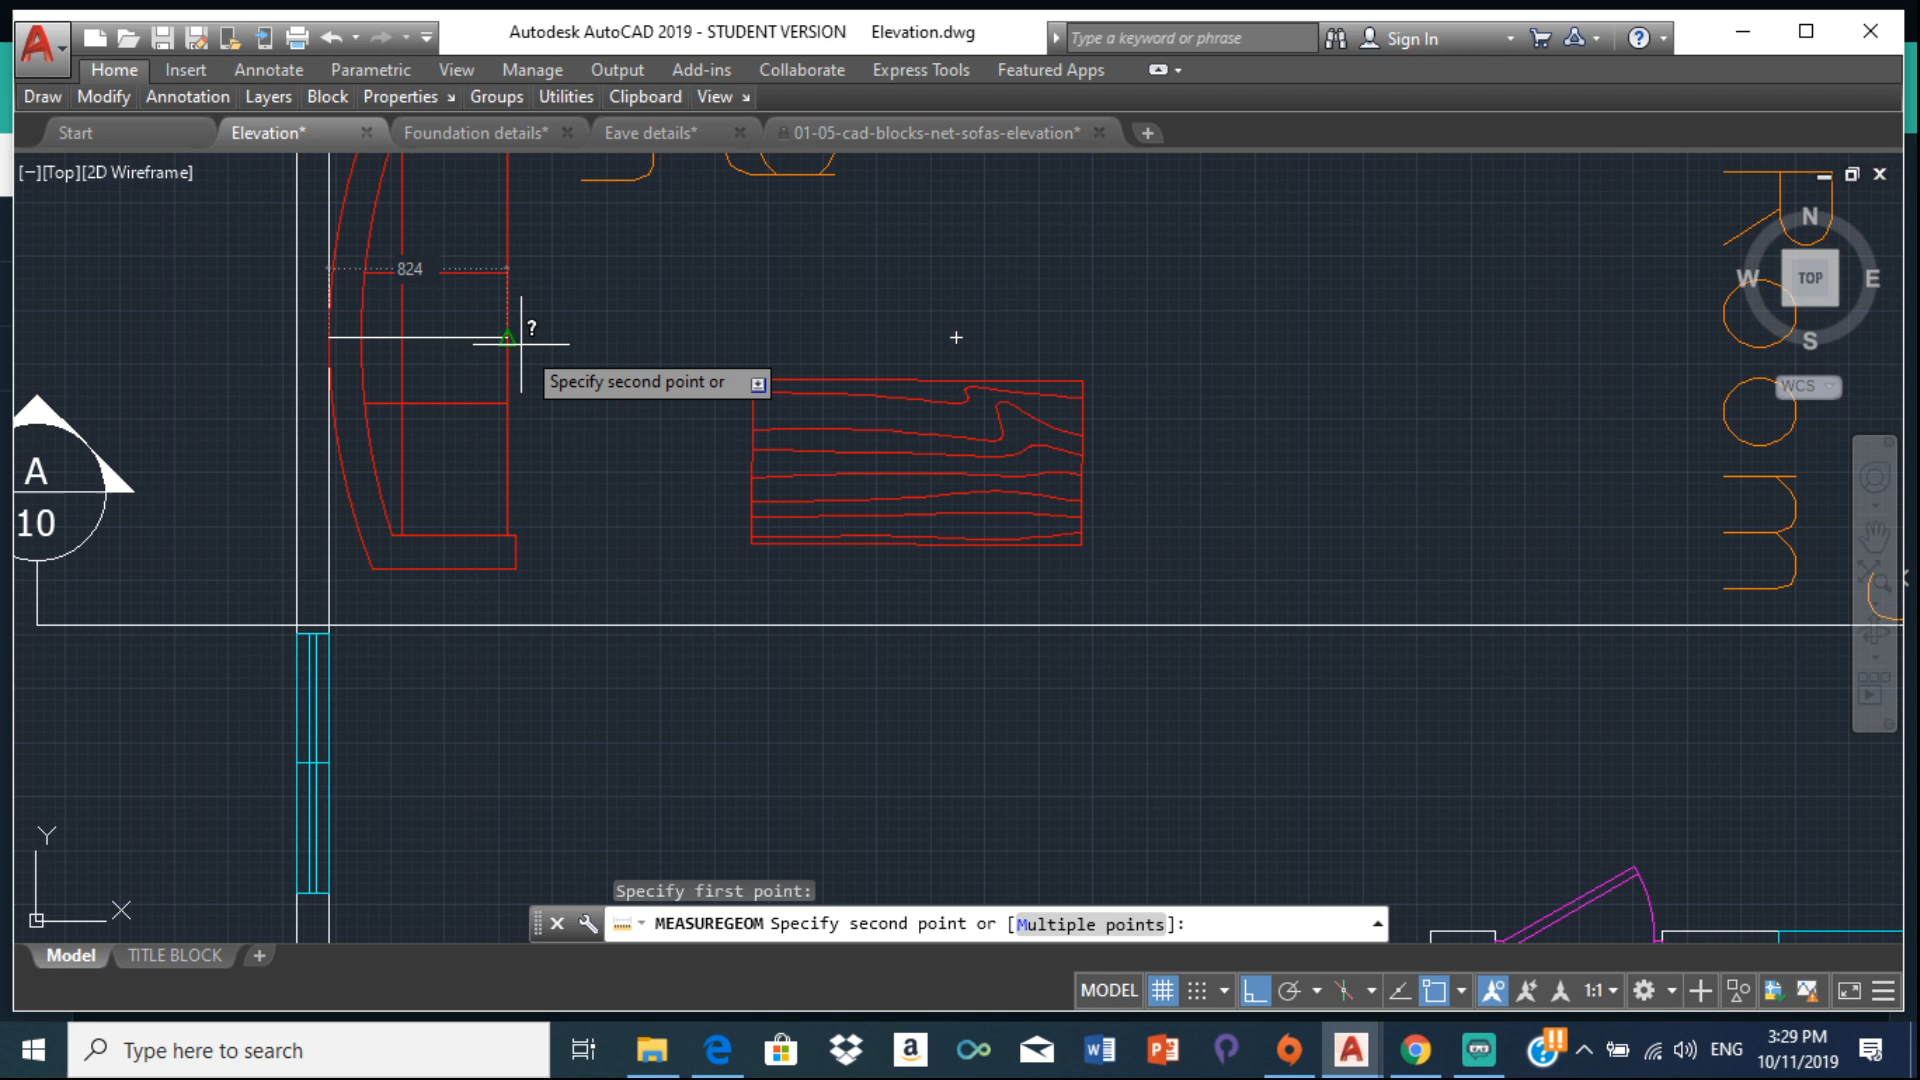 Autodesk AutoCAD 2019 - STUDENT VERSION Elevation.dwg
Type a keyword or phrase
Sign In
Home Insert Annotate Parametric View Manage Output Add-ins Collaborate Express Tools Featured Apps
Draw Modify Annotation Layers Block Properties Groups Utilities Clipboard View
Start Elevation* Foundation details* Eave details* 01-05-cad-blocks-net-sofas-elevation*
[−][Top][2D Wireframe]
N
W TOP E
S
WCS
824
?
Specify second point or
A
10
Y
X
Specify first point:
MEASUREGEOM Specify second point or [Multiple points]:
Model TITLE BLOCK
MODEL 1:1
Type here to search
ENG
3:29 PM
10/11/2019